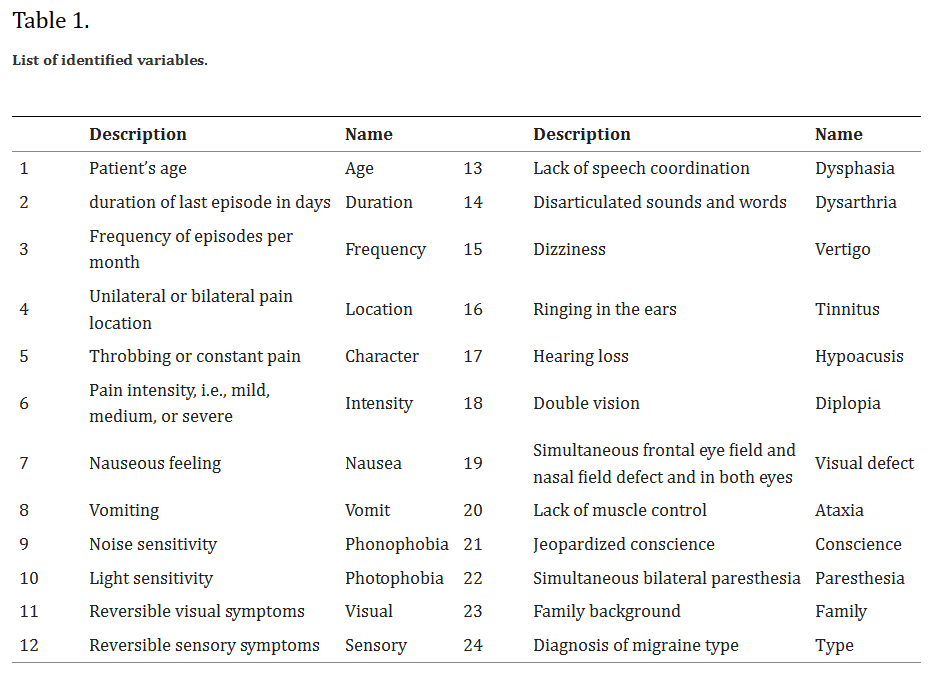 Table 1.
List of identified variables.
Description Name Description Name
1 Patient’s age Age 13 Lack of speech coordination Dysphasia
2 duration of last episode in days Duration 14 Disarticulated sounds and words Dysarthria
3 Frequency of episodes per month Frequency 15 Dizziness Vertigo
4 Unilateral or bilateral pain location Location 16 Ringing in the ears Tinnitus
5 Throbbing or constant pain Character 17 Hearing loss Hypoacusis
6 Pain intensity, i.e., mild, medium, or severe Intensity 18 Double vision Diplopia
7 Nauseous feeling Nausea 19 Simultaneous frontal eye field and nasal field defect and in both eyes Visual defect
8 Vomiting Vomit 20 Lack of muscle control Ataxia
9 Noise sensitivity Phonophobia 21 Jeopardized conscience Conscience
10 Light sensitivity Photophobia 22 Simultaneous bilateral paresthesia Paresthesia
11 Reversible visual symptoms Visual 23 Family background Family
12 Reversible sensory symptoms Sensory 24 Diagnosis of migraine type Type